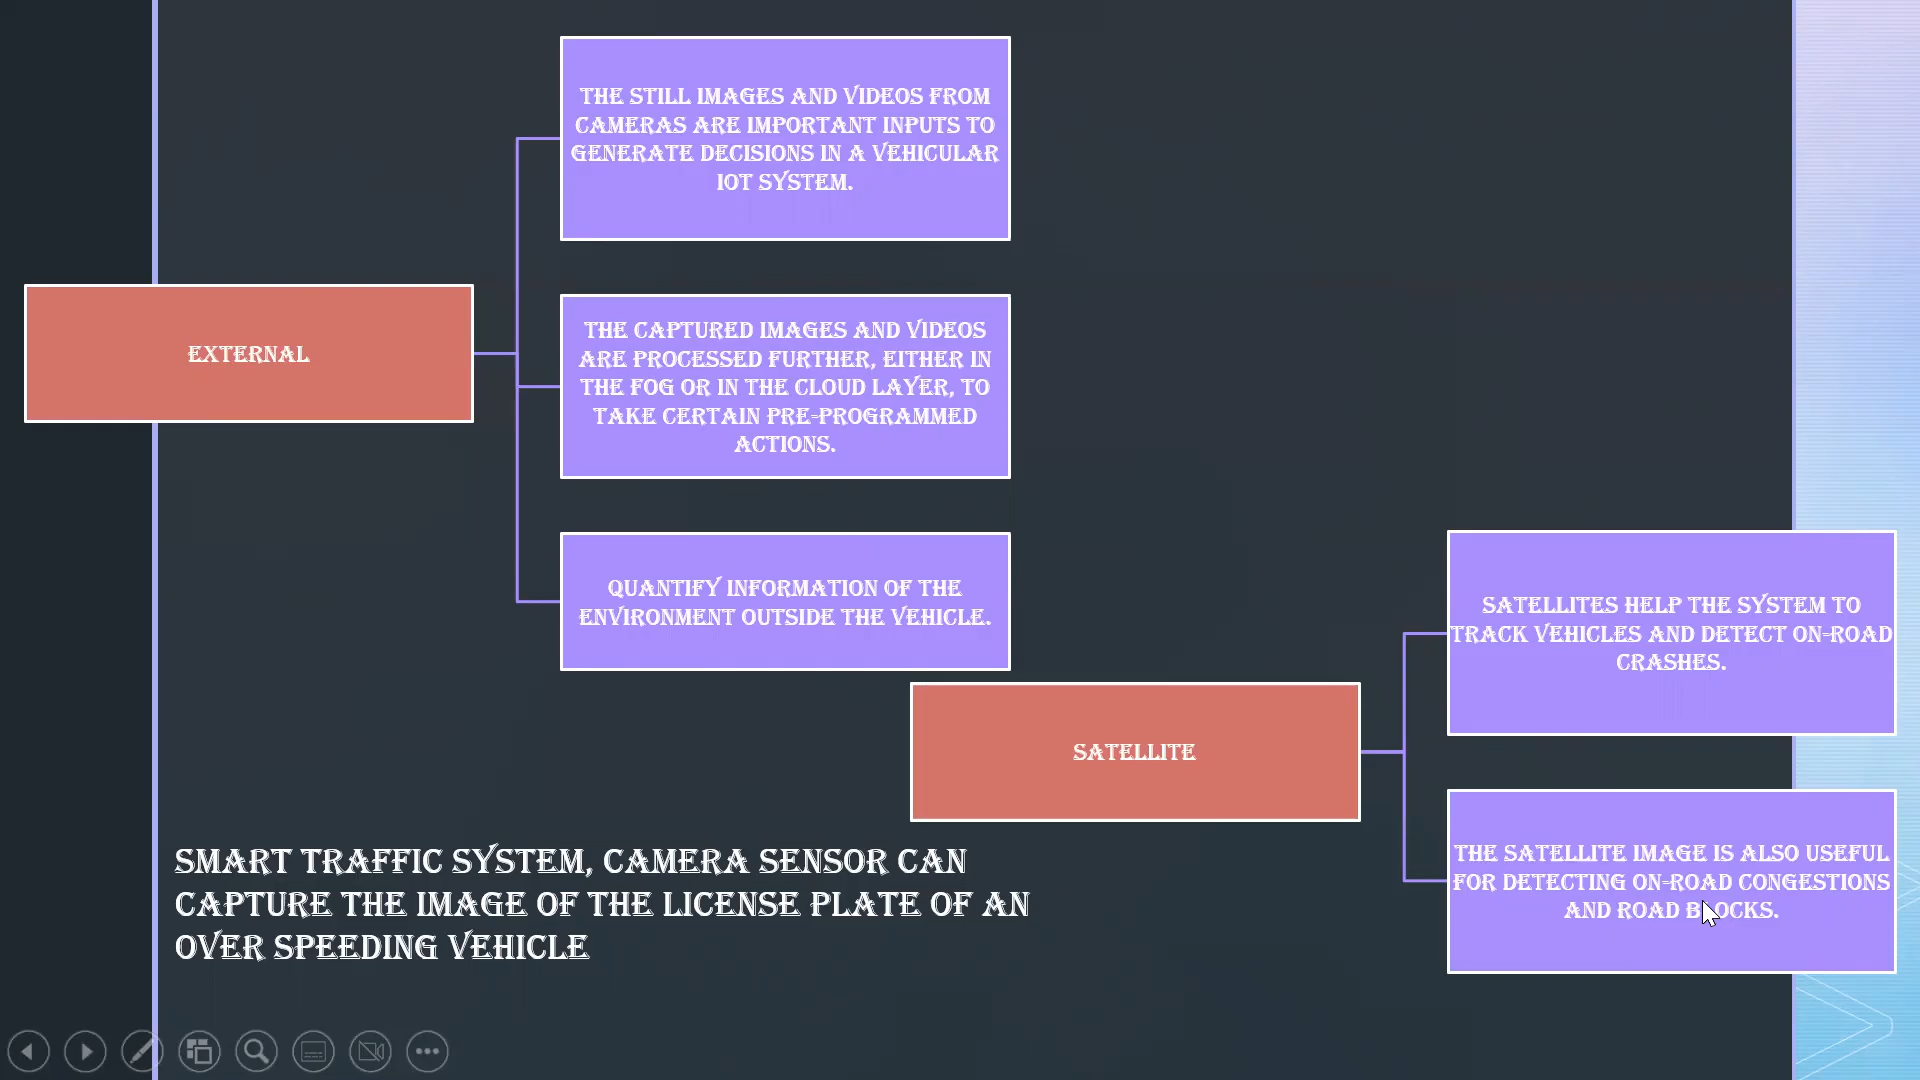 THE STILL IMAGES AND VIDEOS FROM
CAMERAS ARE IMPORTANT INPUTS TO
GENERATE DECISIONS IN A VEHICULAR
IOT SYSTEM.
EXTERNAL
THE CAPTURED IMAGES AND VIDEOS
ARE PROCESSED FURTHER, EITHER IN
THE FOG OR IN THE CLOUD LAYER, TO
TAKE CERTAIN PRE-PROGRAMMED
ACTIONS.
QUANTIFY INFORMATION OF THE
ENVIRONMENT OUTSIDE THE VEHICLE.
SATELLITE
SATELLITES HELP THE SYSTEM TO
TRACK VEHICLES AND DETECT ON-ROAD
CRASHES.
THE SATELLITE IMAGE IS ALSO USEFUL
FOR DETECTING ON-ROAD CONGESTIONS
AND ROAD BLOCKS.
SMART TRAFFIC SYSTEM, CAMERA SENSOR CAN
CAPTURE THE IMAGE OF THE LICENSE PLATE OF AN
OVER SPEEDING VEHICLE